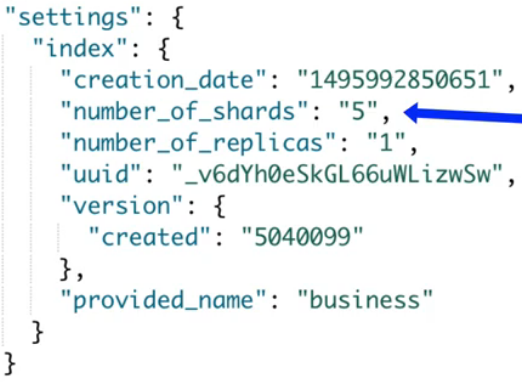 "settings": {
"index": {
"creation_date": "1495992850651",
"number_of_shards": "5",
"number_of_replicas": "1",
"uuid": "_v6dYh0eSkGL66uWLizwSw",
"version": {
"created": "5040099"
},
"provided_name": "business"
}
}